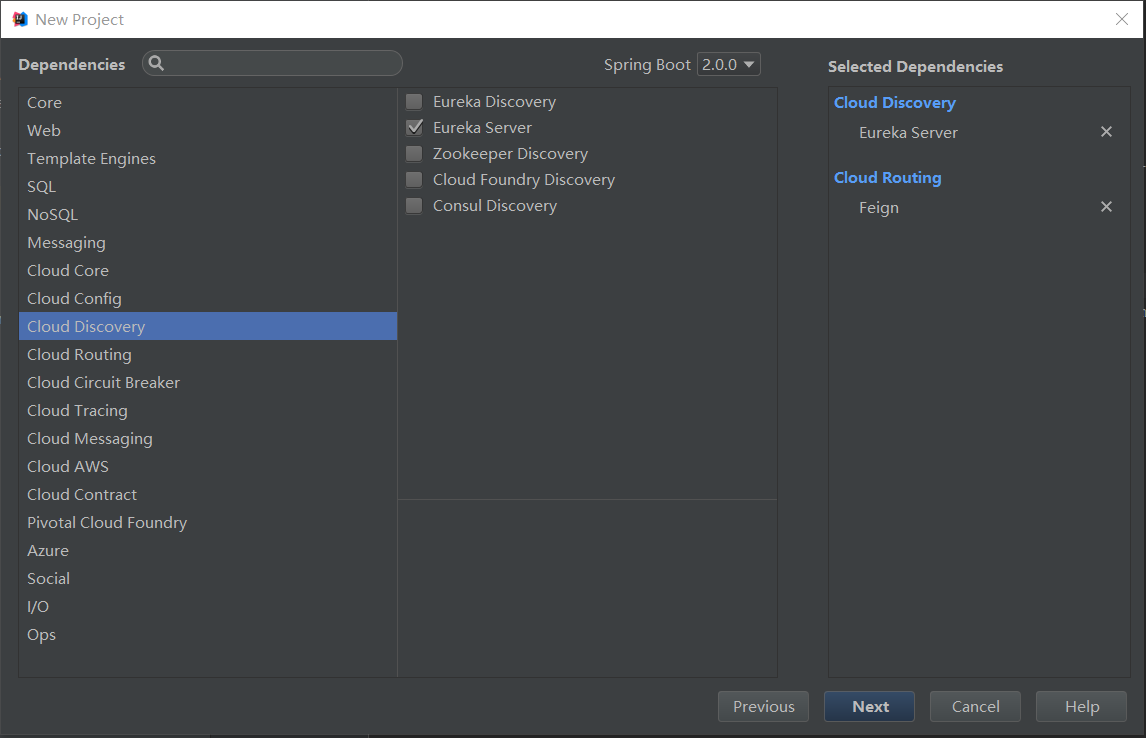 New Project
Dependencies
Spring Boot 2.0.0
Selected Dependencies
Core
Web
Template Engines
SQL
NoSQL
Messaging
Cloud Core
Cloud Config
Cloud Discovery
Cloud Routing
Cloud Circuit Breaker
Cloud Tracing
Cloud Messaging
Cloud AWS
Cloud Contract
Pivotal Cloud Foundry
Azure
Social
I/O
Ops
Eureka Discovery
Eureka Server
Zookeeper Discovery
Cloud Foundry Discovery
Consul Discovery
Cloud Discovery
Eureka Server
Cloud Routing
Feign
Previous
Next
Cancel
Help